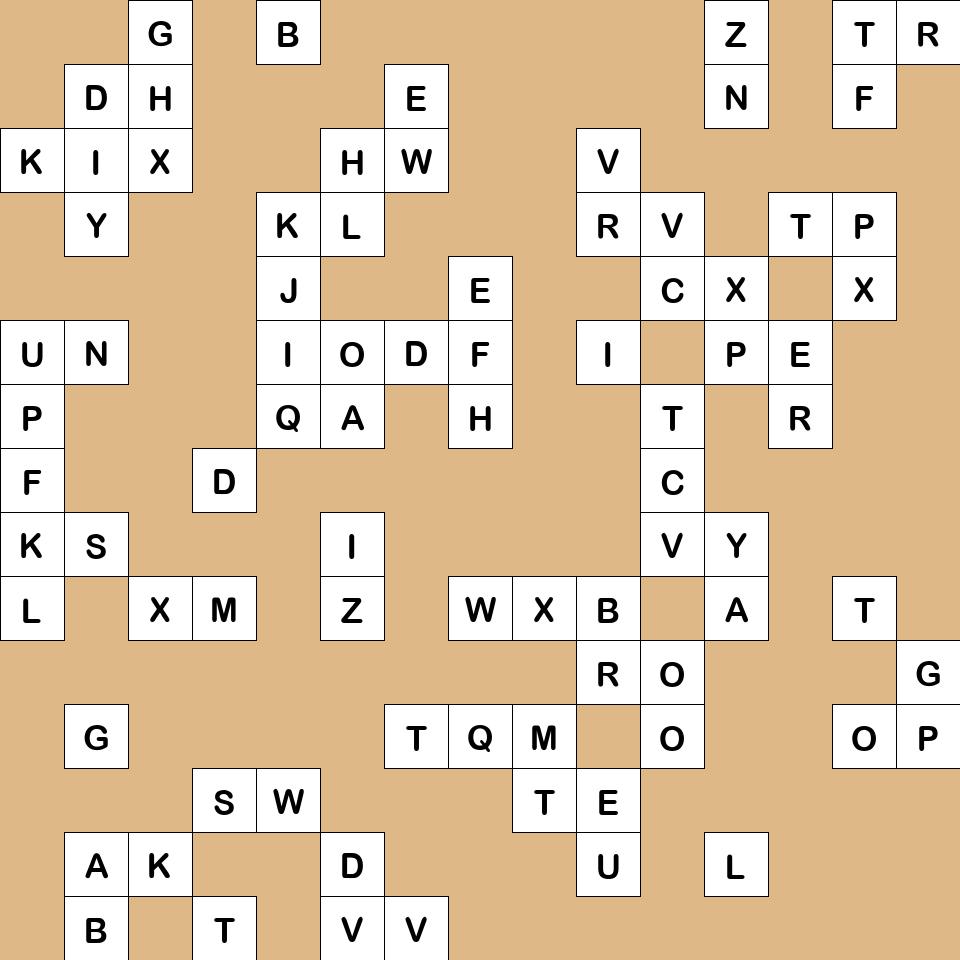 G B Z T R
D H E N F
K I X H W V
Y K L R V T P
J E C X X
U N I O D F I P E
P Q A H T R
F D C
K S I V Y
L X M Z W X B A T
R O G
G T Q M O O P
S W T E
A K D U L
B T V V